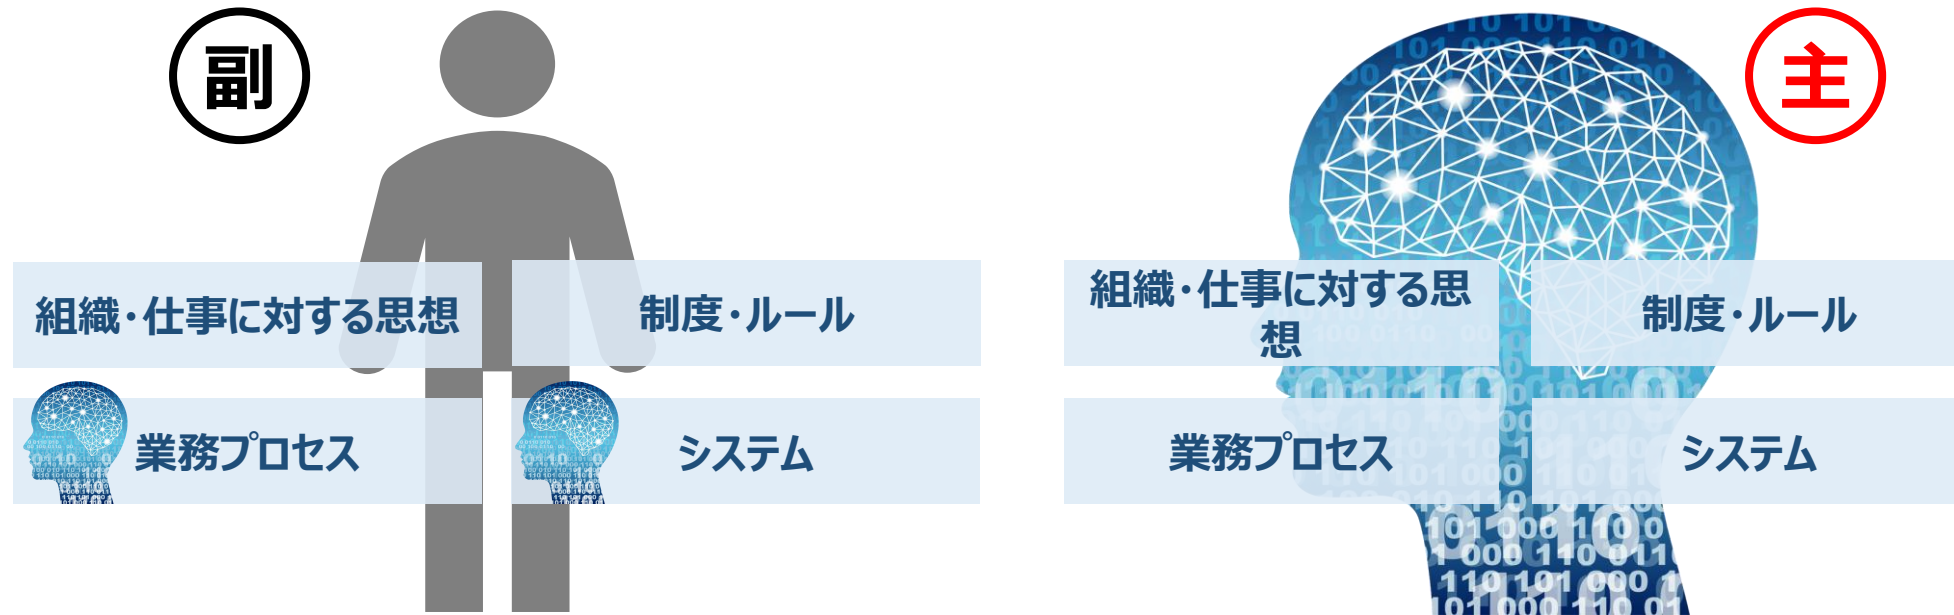 副
組織・仕事に対する思想
制度・ルール
業務プロセス
システム
主
組織・仕事に対する思
想
制度・ルール
業務プロセス
システム